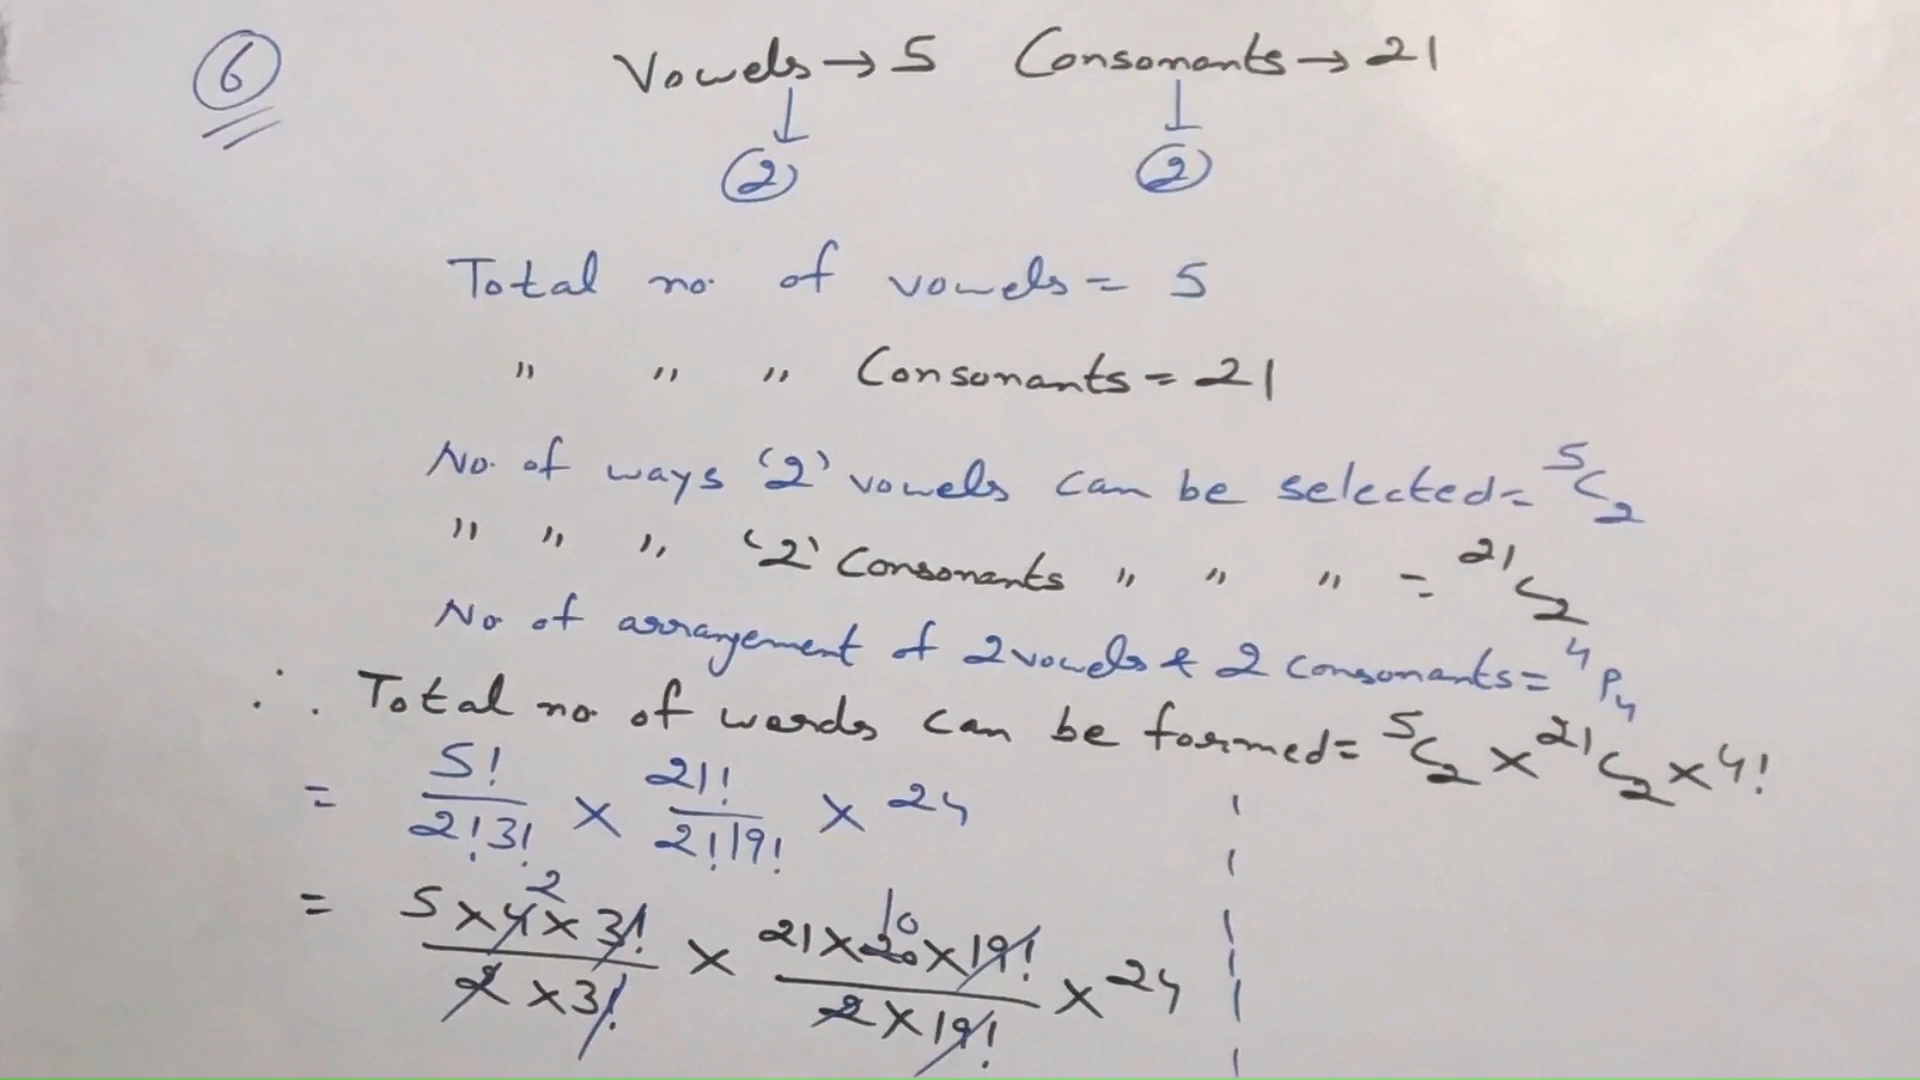 6
Vowels → 5 Consonants → 21
↓ ↓
2 2
Total no. of vowels = 5
" " " Consonants = 21
No. of ways '2' vowels can be selected = ⁵C₂
" " " '2' Consonants " " " = ²¹C₂
No of arrangement of 2 vowels & 2 consonants = ⁴P₄
∴ Total no. of words can be formed = ⁵C₂ × ²¹C₂ × 4!
= 5!/2!3! × 21!/2!19! × 24
= 5×4²×3!/2×3! × 21×20¹⁰×19!/2×19! × 24